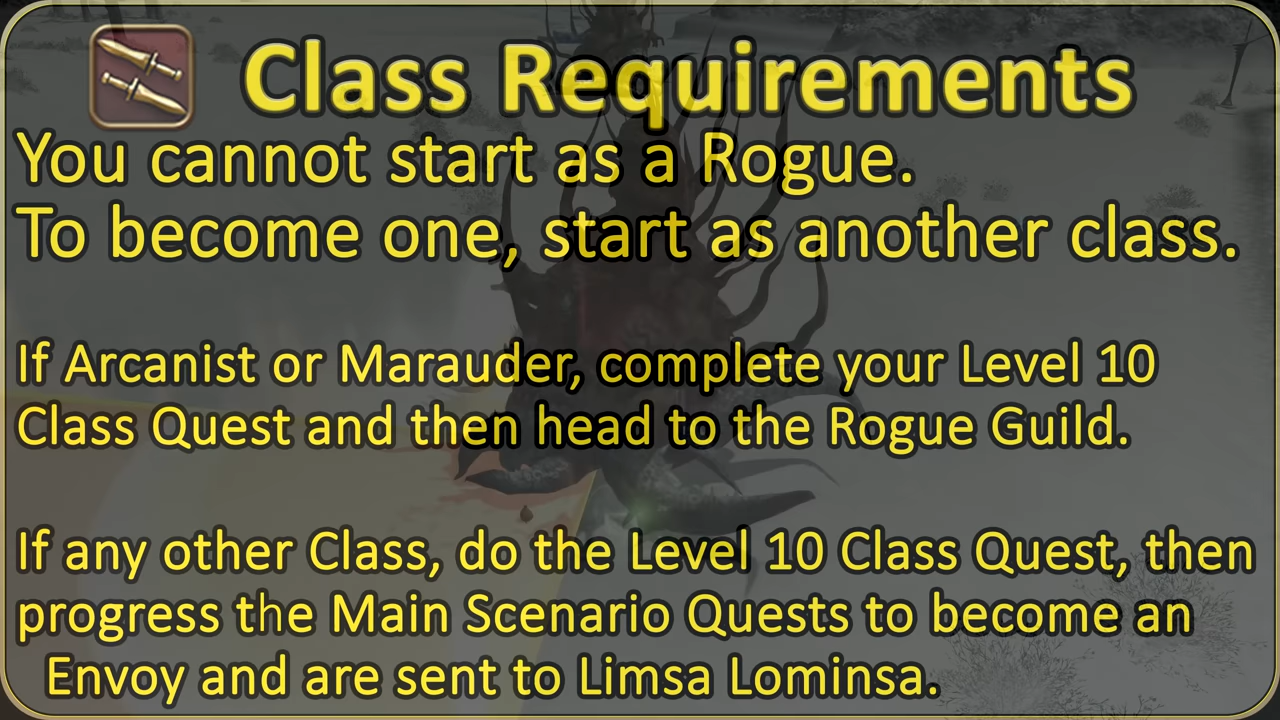 Class Requirements
You cannot start as a Rogue.
To become one, start as another class.
If Arcanist or Marauder, complete your Level 10
Class Quest and then head to the Rogue Guild.
If any other Class, do the Level 10 Class Quest, then
progress the Main Scenario Quests to become an
Envoy and are sent to Limsa Lominsa.